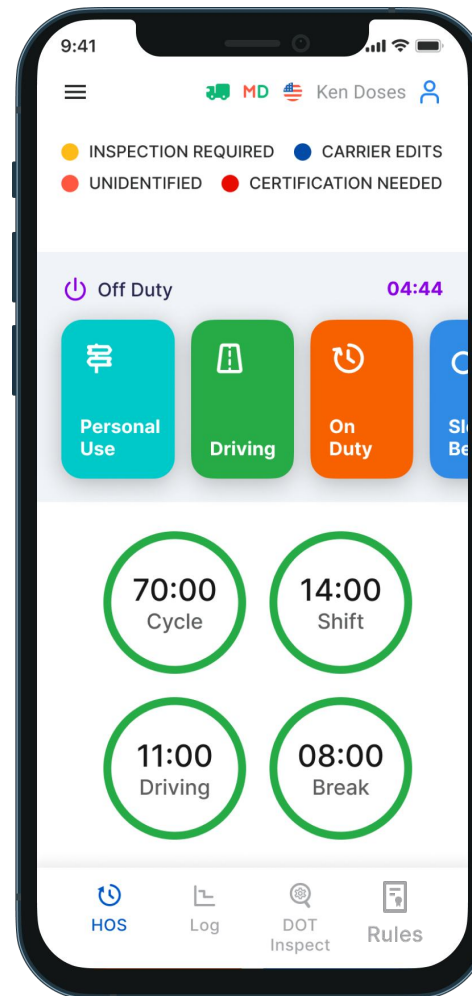 9:41
MD Ken Doses
INSPECTION REQUIRED CARRIER EDITS
UNIDENTIFIED CERTIFICATION NEEDED
Off Duty 04:44
Personal
Use
Driving
On
Duty
Sl
Be
70:00
Cycle
14:00
Shift
11:00
Driving
08:00
Break
HOS
Log
DOT
Inspect
Rules